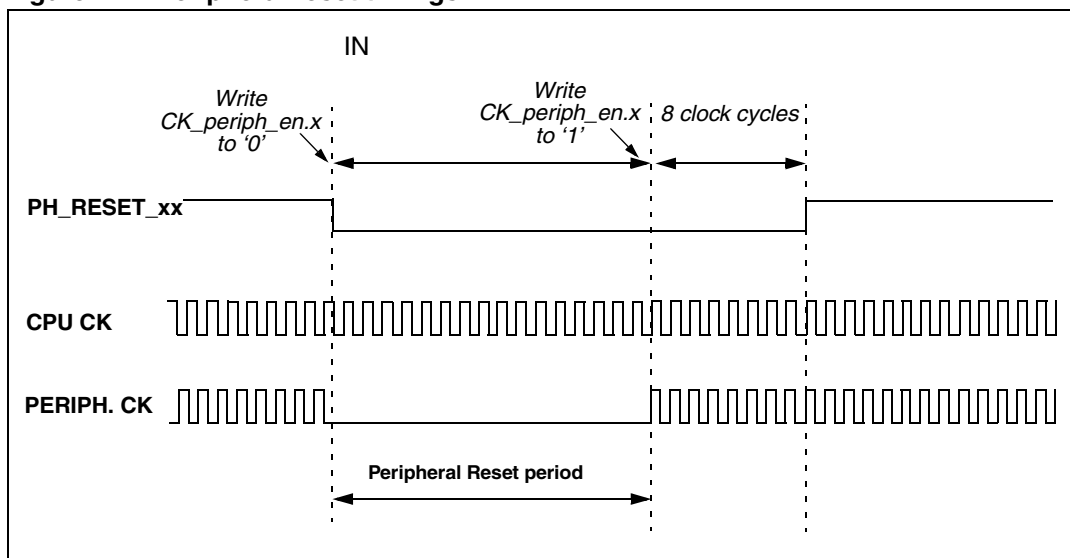 IN
Write
CK_periph_en.x
to ‘0’
Write
CK_periph_en.x
to ‘1’
8 clock cycles
PH_RESET_xx
CPU CK
PERIPH. CK
Peripheral Reset period